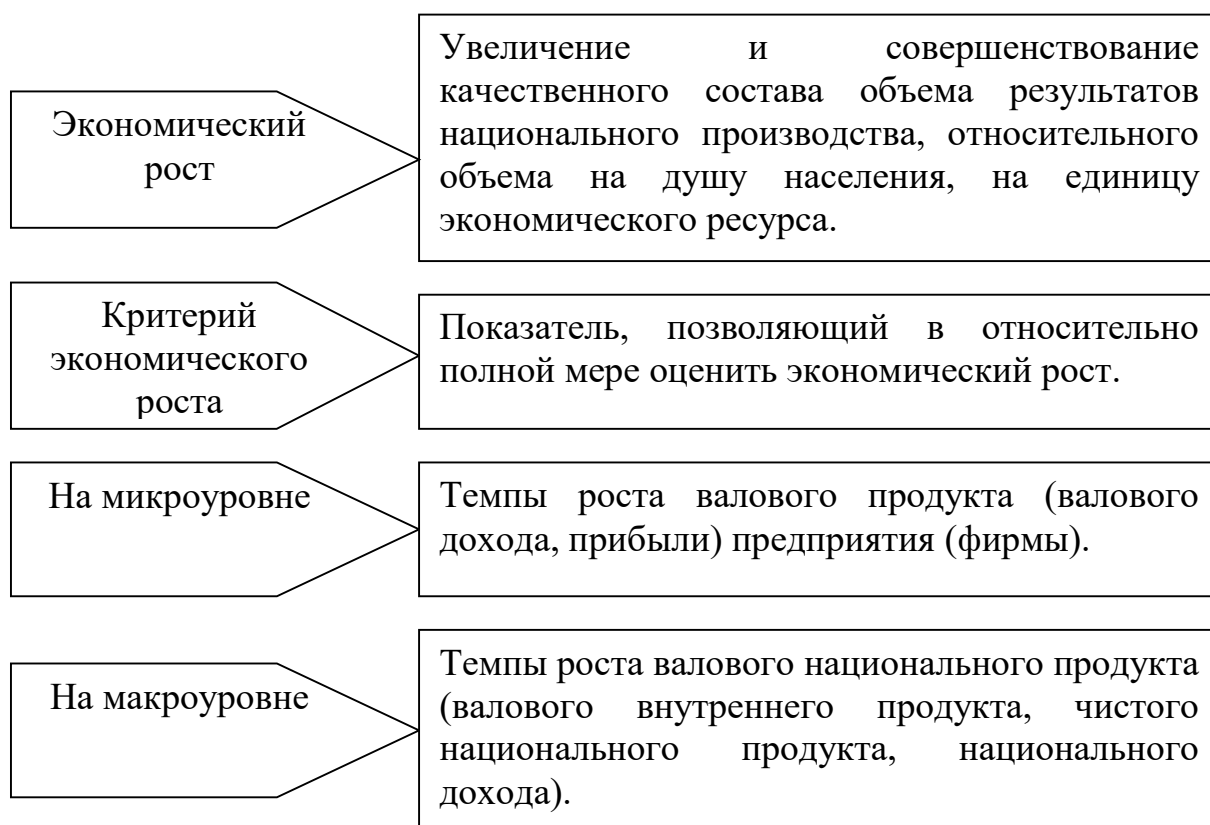 Экономический
рост
Увеличение и совершенствование
качественного состава объема результатов
национального производства, относительного
объема на душу населения, на единицу
экономического ресурса.
Критерий
экономического
роста
Показатель, позволяющий в относительно
полной мере оценить экономический рост.
На микроуровне
Темпы роста валового продукта (валового
дохода, прибыли) предприятия (фирмы).
На макроуровне
Темпы роста валового национального продукта
(валового внутреннего продукта, чистого
национального продукта, национального
дохода).